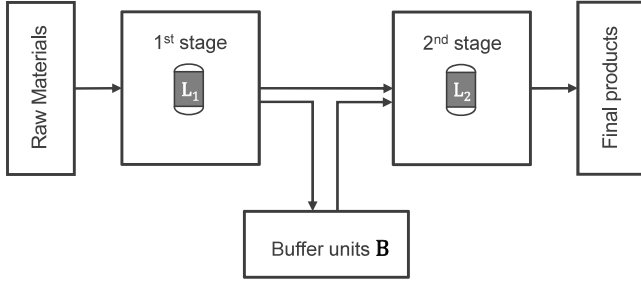 Raw Materials
1st stage
L1
2nd stage
L2
Final products
Buffer units B